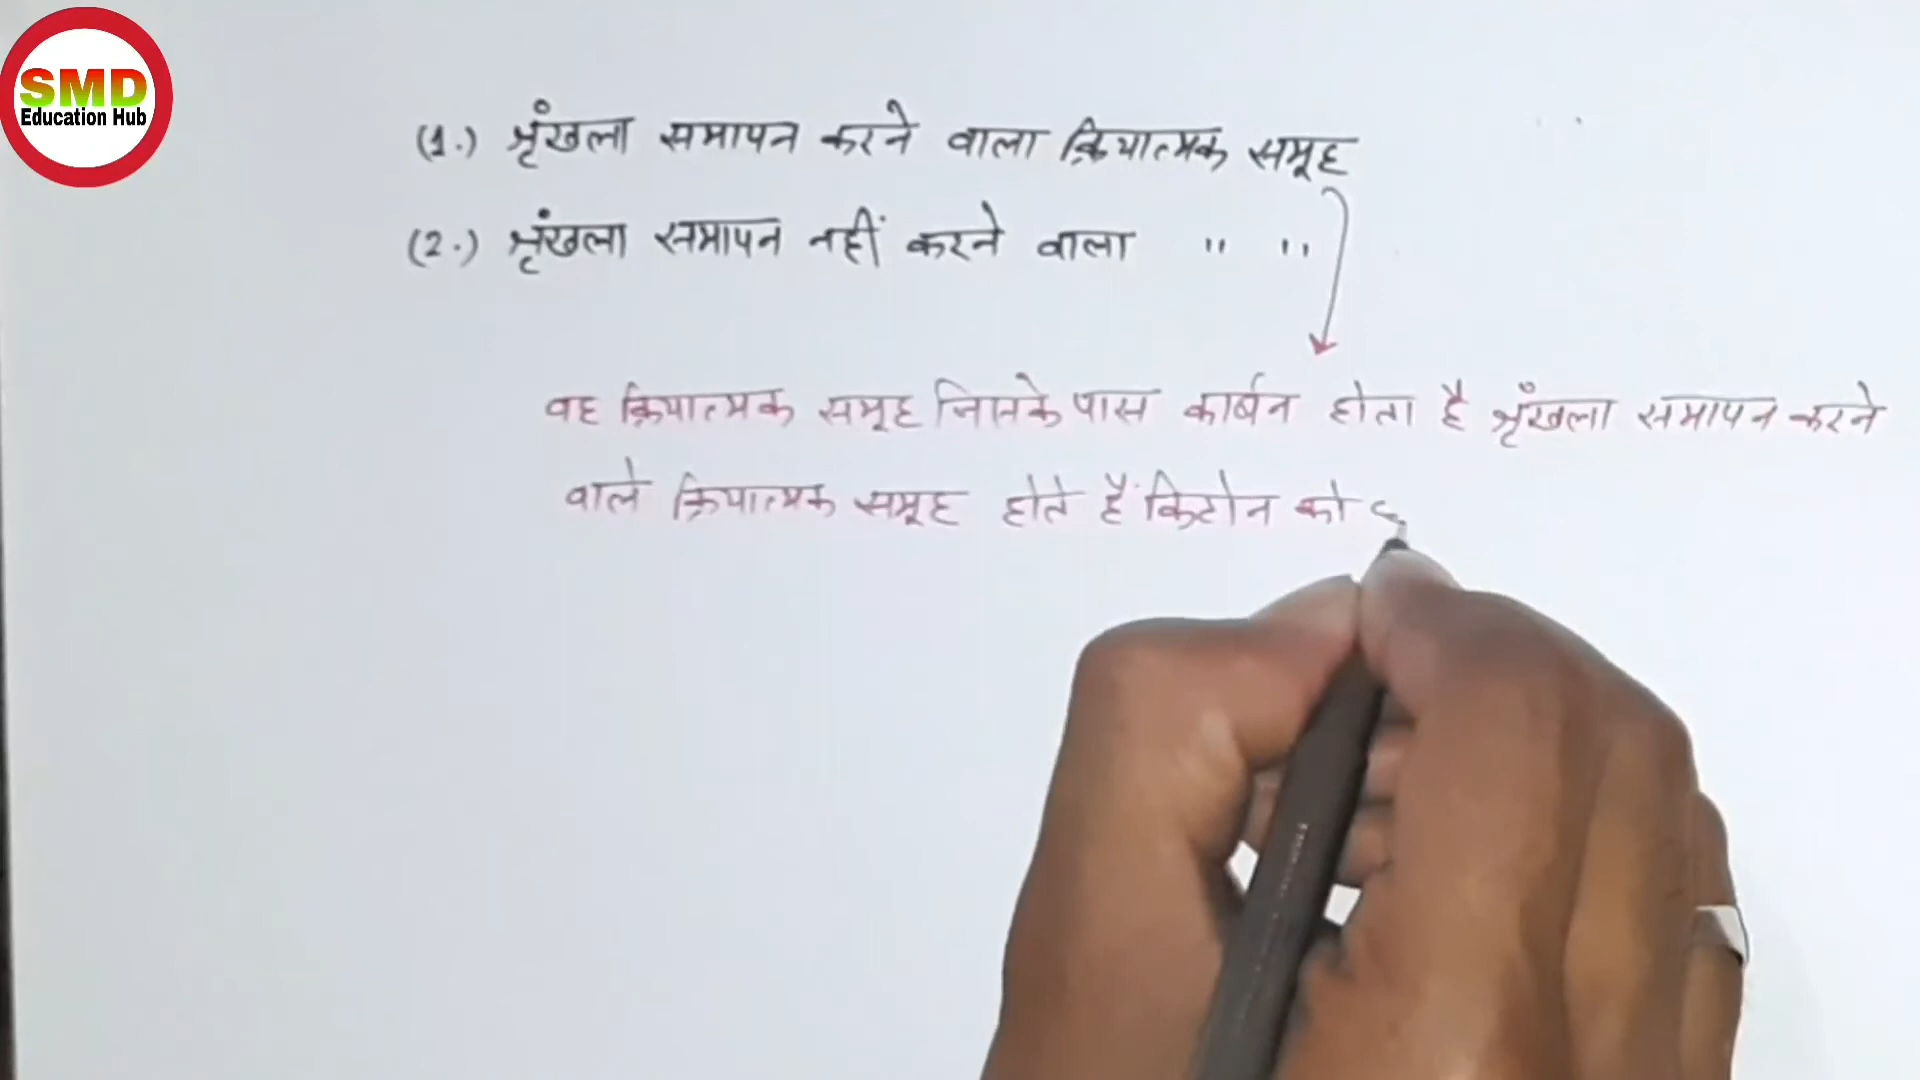 SMD
Education Hub
(1.) श्रृंखला समापन करने वाला क्रियात्मक समूह
(2.) श्रृंखला समापन नहीं करने वाला " "
वह क्रियात्मक समूह जिसके पास कार्बन होता है श्रृंखला समापन करने
वाले क्रियात्मक समूह होते हैं किटोन को